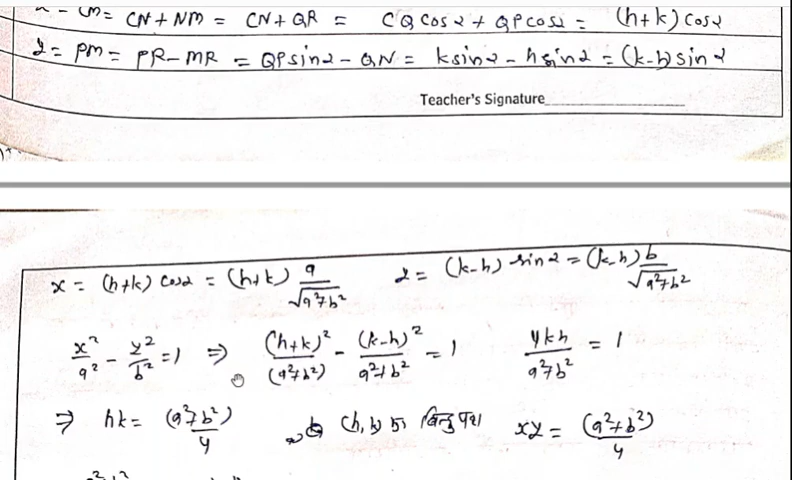 CM = CN + NM = CN + QR = CQ cos α + QP cos α = (h+k) cos α
y = PM = PR - MR = QP sin α - QN = k sin α - h sin α = (k-h) sin α
Teacher's Signature
x = (h+k) cos α = (h+k) a/√(a²+b²) y = (k-h) sin α = (k-h) b/√(a²+b²)
x²/a² - y²/b² = 1 ⇒ (h+k)²/(a²+b²) - (k-h)²/(a²+b²) = 1 4kh/(a²+b²) = 1
⇒ hk = (a²+b²)/4 (h,k) का बिन्दुपथ xy = (a²+b²)/4